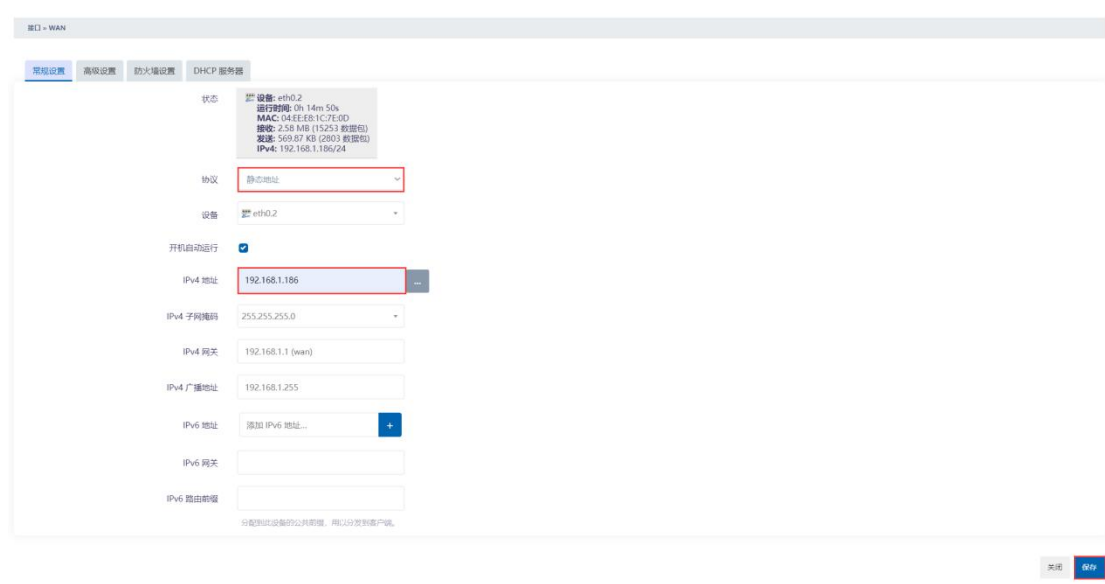 接口 » WAN
常规设置 高级设置 防火墙设置 DHCP 服务器
状态
设备: eth0.2
运行时间: 0h 14m 50s
MAC: 04:EE:E8:1C:7E:0D
接收: 2.58 MB (15253 数据包)
发送: 569.87 KB (2803 数据包)
IPv4: 192.168.1.186/24
协议 静态地址
设备 eth0.2
开机自动运行
IPv4 地址 192.168.1.186 ...
IPv4 子网掩码 255.255.255.0
IPv4 网关 192.168.1.1 (wan)
IPv4 广播地址 192.168.1.255
IPv6 地址 添加 IPv6 地址... +
IPv6 网关
IPv6 路由前缀
分配到此设备的公共前缀，用以分发到客户端。
关闭 保存